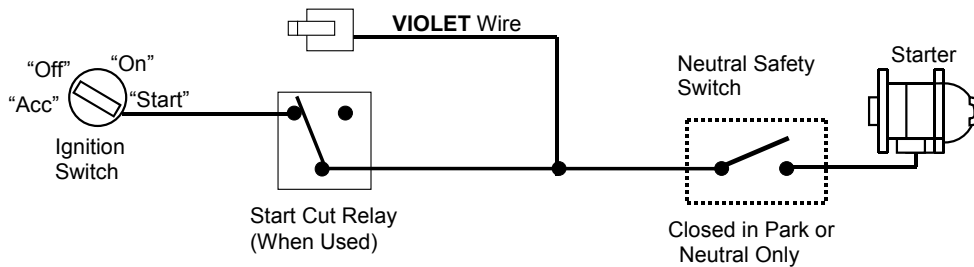 VIOLET Wire
“Off”
“On”
“Acc”
“Start”
Ignition
Switch
Start Cut Relay
(When Used)
Neutral Safety
Switch
Closed in Park or
Neutral Only
Starter